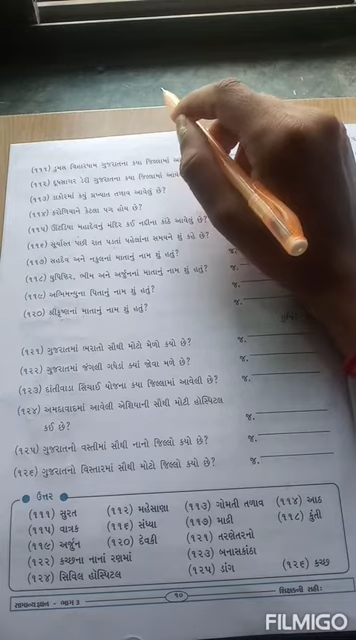 (૧૧૧) ડુમસ વિહારધામ ગુજરાતના કયા જિલ્લામાં
(૧૧૨) દૂધસાગર ડેરી ગુજરાતના કયા જિલ્લામાં
(૧૧૩) ડાકોરમાં કયું પ્રખ્યાત તળાવ આવેલું છે?
(૧૧૪) કરોળિયાને કેટલા પગ હોય છે?
(૧૧૫) ઊંટડિયા મહાદેવનું મંદિર કઈ નદીના કાંઠે આવેલું છે?
(૧૧૬) સૂર્યાસ્ત પછી રાત પડતાં પહેલાંના સમયને શું કહે છે?
(૧૧૭) સહદેવ અને નકુલનાં માતાનું નામ શું હતું?
(૧૧૮) યુધિષ્ઠિર, ભીમ અને અર્જુનનાં માતાનું નામ શું હતું? જ.
(૧૧૯) અભિમન્યુના પિતાનું નામ શું હતું? જ.
(૧૨૦) શ્રીકૃષ્ણનાં માતાનું નામ શું હતું? જ.
(૧૨૧) ગુજરાતમાં ભરાતો સૌથી મોટો મેળો કયો છે? જ.
(૧૨૨) ગુજરાતમાં જંગલી ગધેડાં ક્યાં જોવા મળે છે? જ.
(૧૨૩) દાંતીવાડા સિંચાઈ યોજના કયા જિલ્લામાં આવેલી છે? જ.
(૧૨૪) અમદાવાદમાં આવેલી એશિયાની સૌથી મોટી હૉસ્પિટલ
કઈ છે? જ.
(૧૨૫) ગુજરાતનો વસ્તીમાં સૌથી નાનો જિલ્લો કયો છે? જ.
(૧૨૬) ગુજરાતનો વિસ્તારમાં સૌથી મોટો જિલ્લો કયો છે? જ.
ઉત્તર
(૧૧૧) સુરત (૧૧૨) મહેસાણા (૧૧૩) ગોમતી તળાવ (૧૧૪) આઠ
(૧૧૫) વાત્રક (૧૧૬) સંધ્યા (૧૧૭) માદ્રી (૧૧૮) કુંતી
(૧૧૯) અર્જુન (૧૨૦) દેવકી (૧૨૧) તરણેતરનો
(૧૨૨) કચ્છના નાનાં રણમાં (૧૨૩) બનાસકાંઠા
(૧૨૪) સિવિલ હૉસ્પિટલ (૧૨૫) ડાંગ (૧૨૬) કચ્છ
સામાન્યજ્ઞાન - ભાગ ૩ ૧૦ શિક્ષકની સહી:
FILMIGO